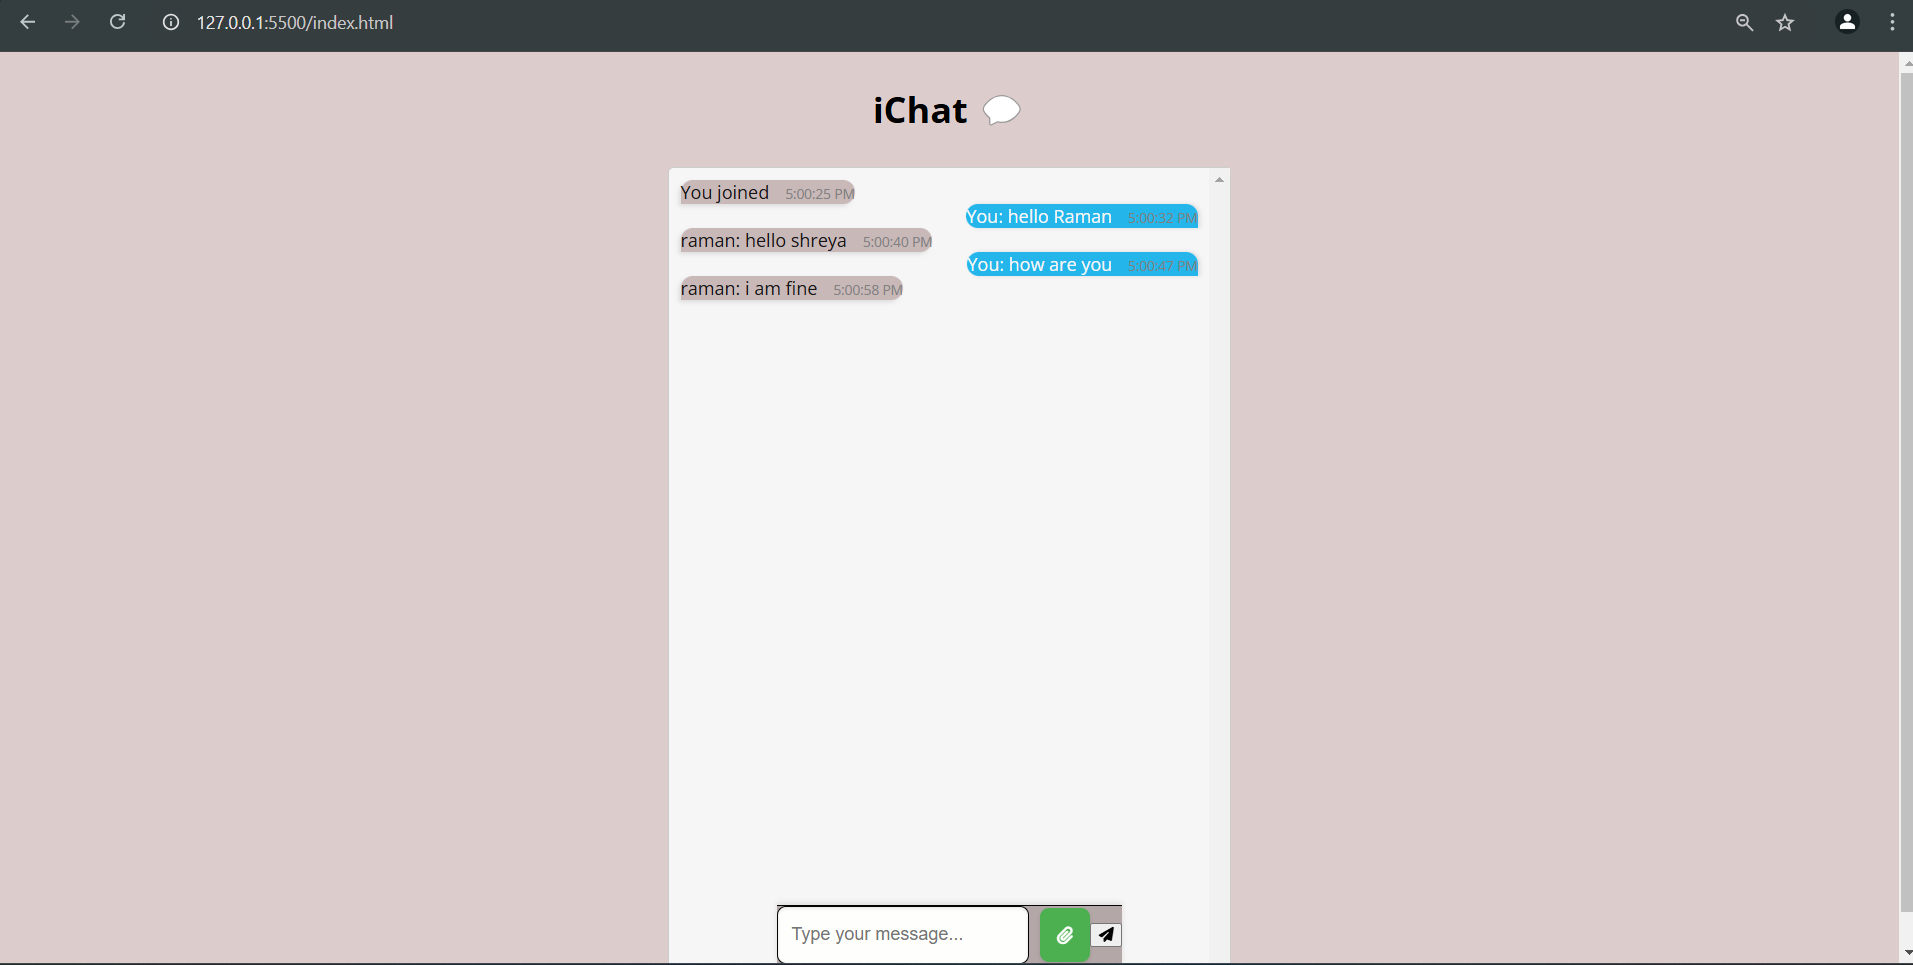 127.0.0.1:5500/index.html
iChat
You joined 5:00:25 PM
You: hello Raman 5:00:32 PM
raman: hello shreya 5:00:40 PM
You: how are you 5:00:47 PM
raman: i am fine 5:00:58 PM
Type your message...